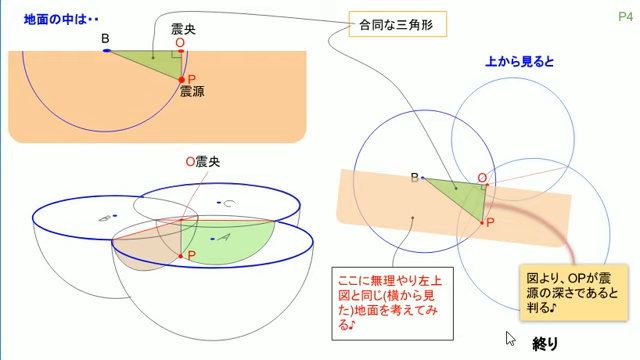 P4
地面の中は・・
合同な三角形
震央
B
O
P
震源
上から見ると
B
O
P
O震央
B
C
A
P
ここに無理やり左上
図と同じ(横から見
た)地面を考えてみ
る♪
図より、OPが震
源の深さであると
判る♪
終り